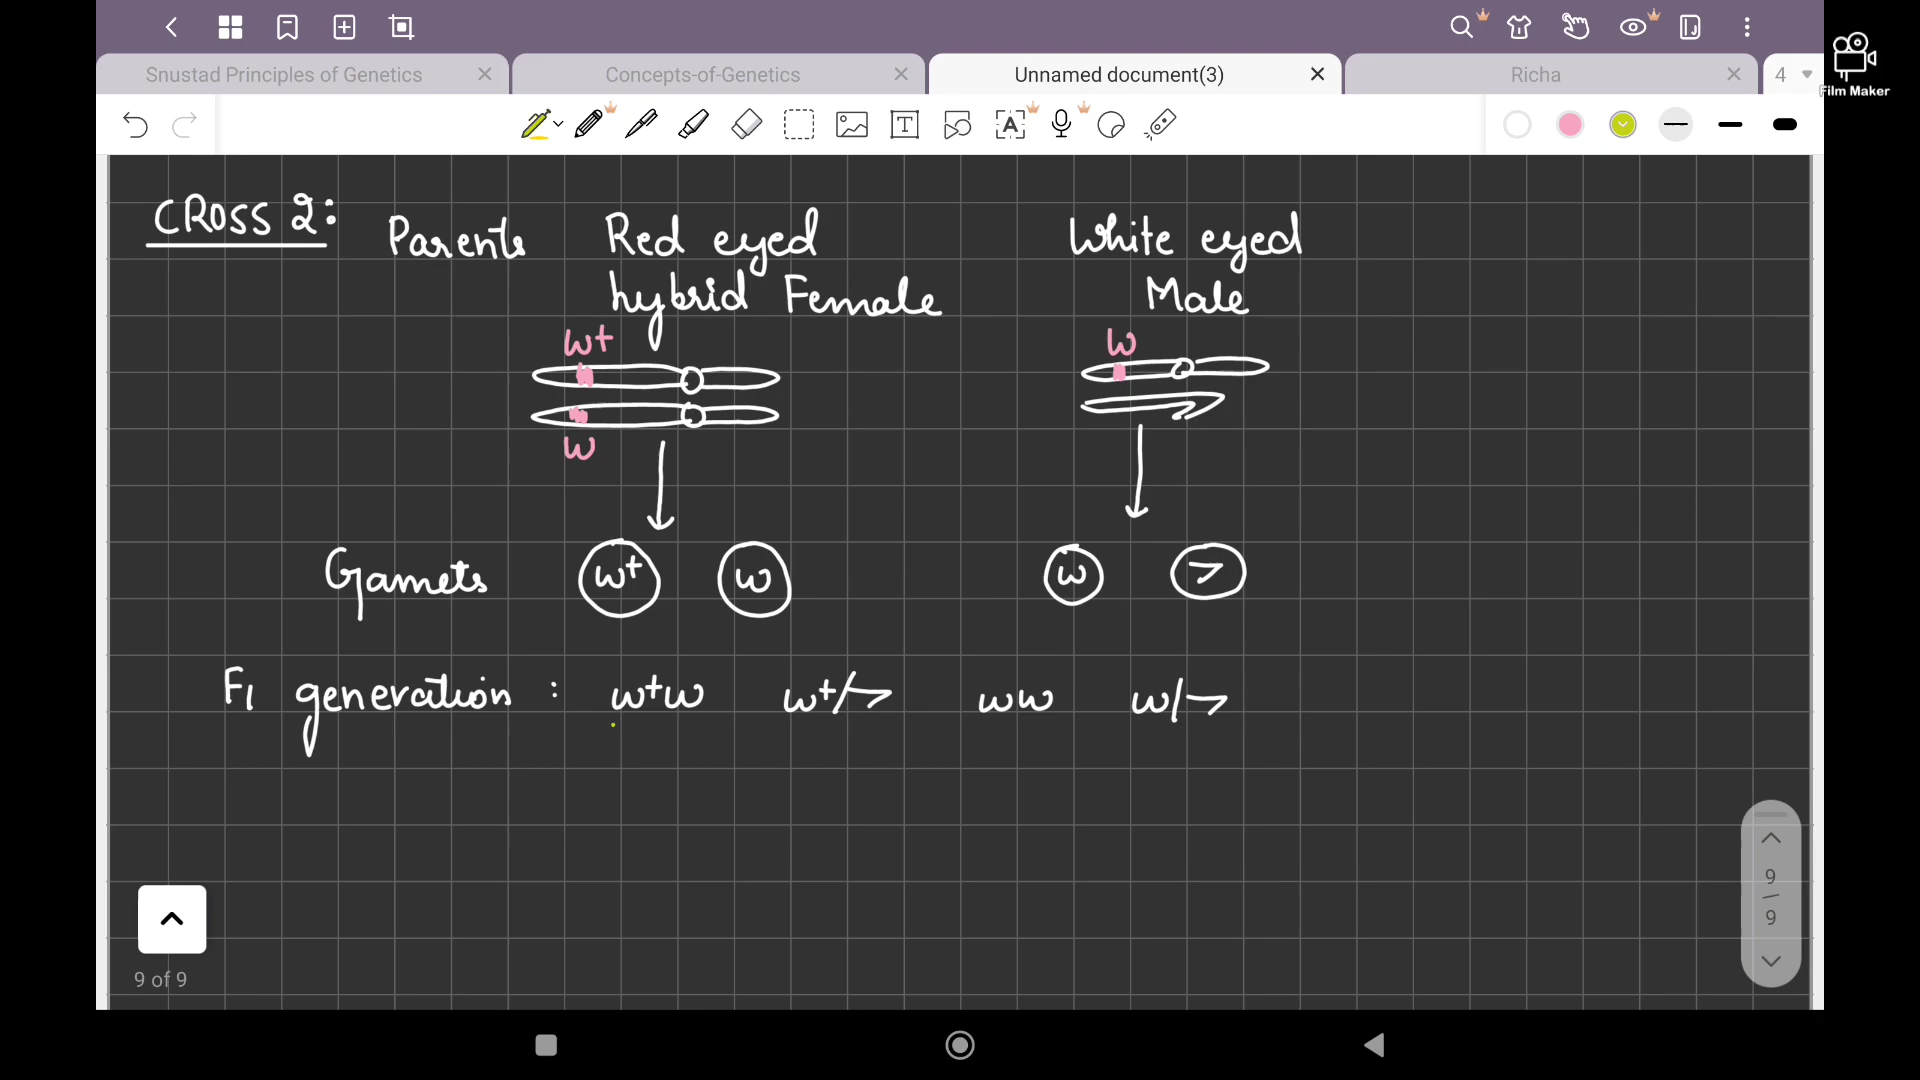 Film Maker
Snustad Principles of Genetics Concepts-of-Genetics Unnamed document(3) Richa 4
CROSS 2:
Parents Red eyed White eyed
hybrid Female Male
w+ w
w
Gamets w+ w w
F1 generation : w+w w+/⇁ ww w/⇁
9
9
9 of 9